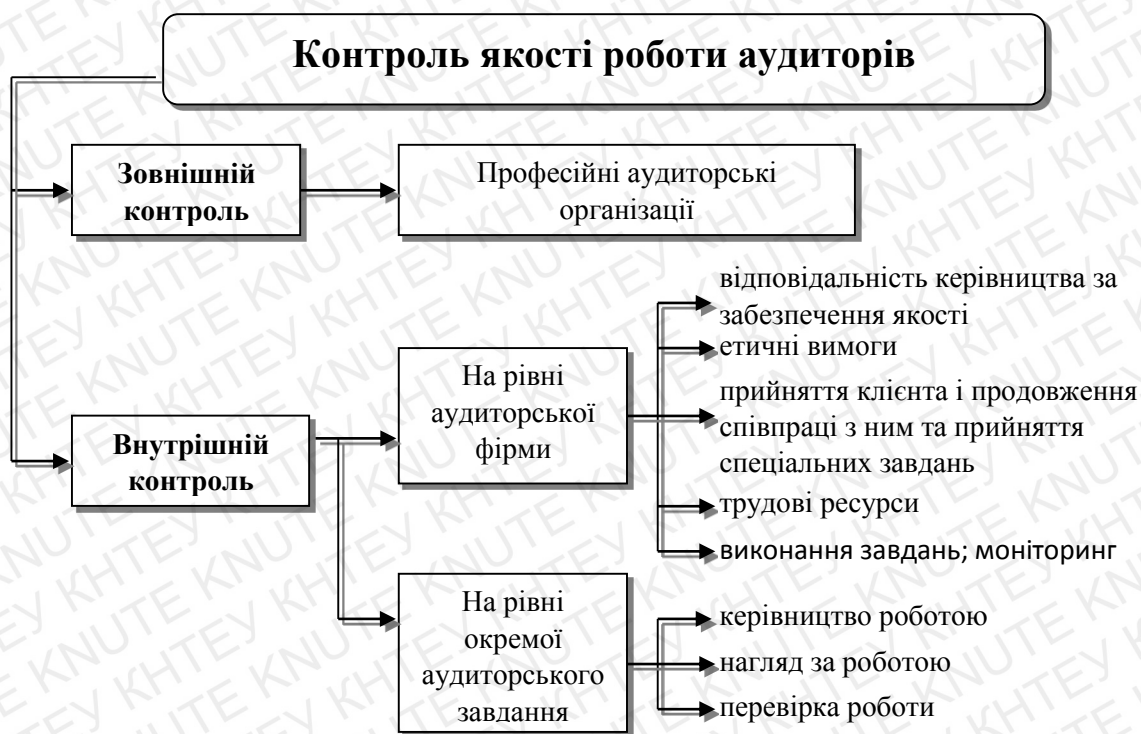 Контроль якості роботи аудиторів
Зовнішній
контроль
Професійні аудиторські
організації
Внутрішній
контроль
На рівні
аудиторської
фірми
відповідальність керівництва за
забезпечення якості
етичні вимоги
прийняття клієнта і продовження
співпраці з ним та прийняття
спеціальних завдань
трудові ресурси
виконання завдань; моніторинг
На рівні
окремої
аудиторського
завдання
керівництво роботою
нагляд за роботою
перевірка роботи
KNUTE КНТЕУ